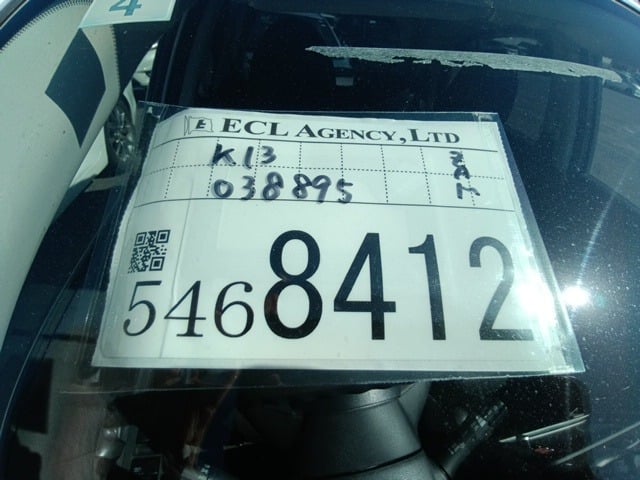 4
ECL AGENCY, LTD
K13
038895
ZAM
5468412